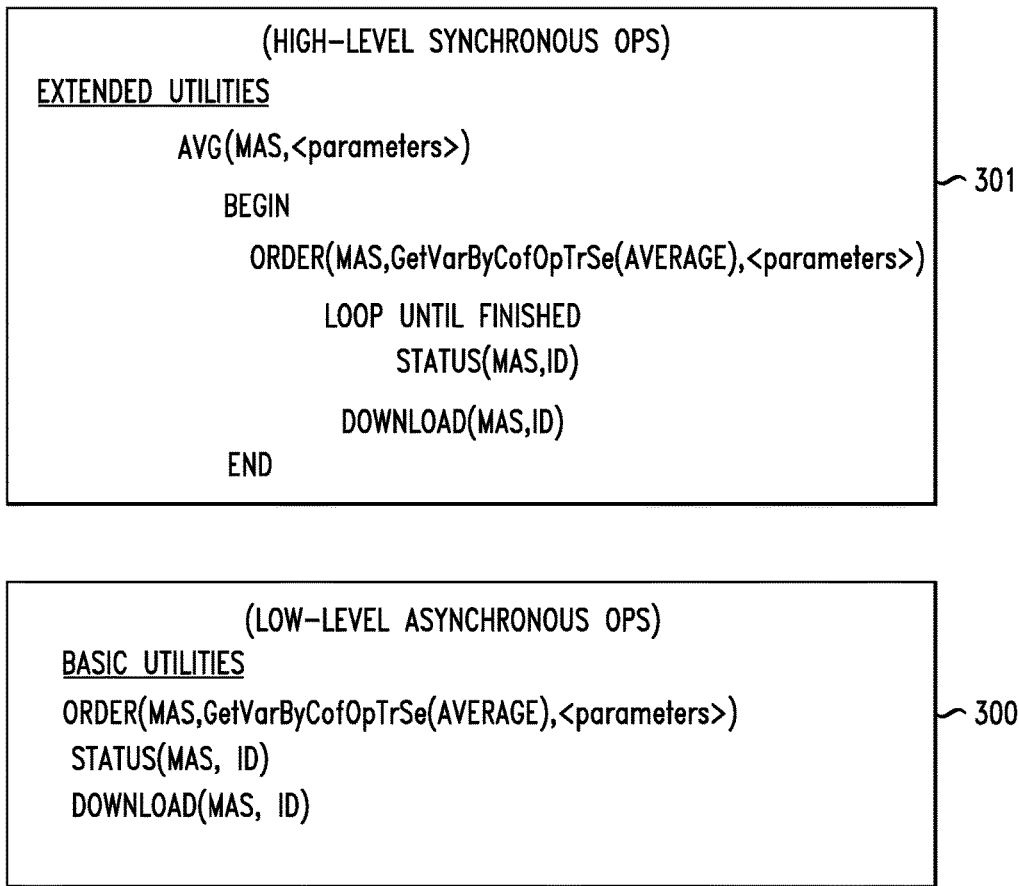 (HIGH-LEVEL SYNCHRONOUS OPS)
EXTENDED UTILITIES
AVG(MAS,<parameters>)
BEGIN
ORDER(MAS,GetVarByCofOpTrSe(AVERAGE),<parameters>)
LOOP UNTIL FINISHED
STATUS(MAS,ID)
DOWNLOAD(MAS,ID)
END
301
(LOW-LEVEL ASYNCHRONOUS OPS)
BASIC UTILITIES
ORDER(MAS,GetVarByCofOpTrSe(AVERAGE),<parameters>)
STATUS(MAS, ID)
DOWNLOAD(MAS, ID)
300